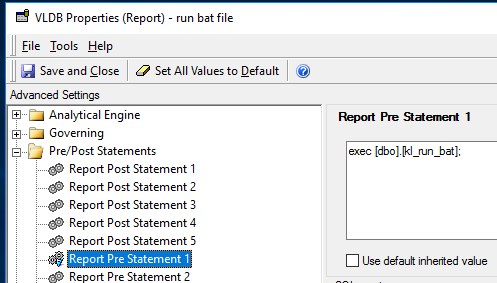 VLDB Properties (Report) - run bat file
File Tools Help
Save and Close Set All Values to Default
Advanced Settings
Analytical Engine
Governing
Pre/Post Statements
Report Post Statement 1
Report Post Statement 2
Report Post Statement 3
Report Post Statement 4
Report Post Statement 5
Report Pre Statement 1
Report Pre Statement 2
Report Pre Statement 1
exec [dbo].[kl_run_bat];
Use default inherited value